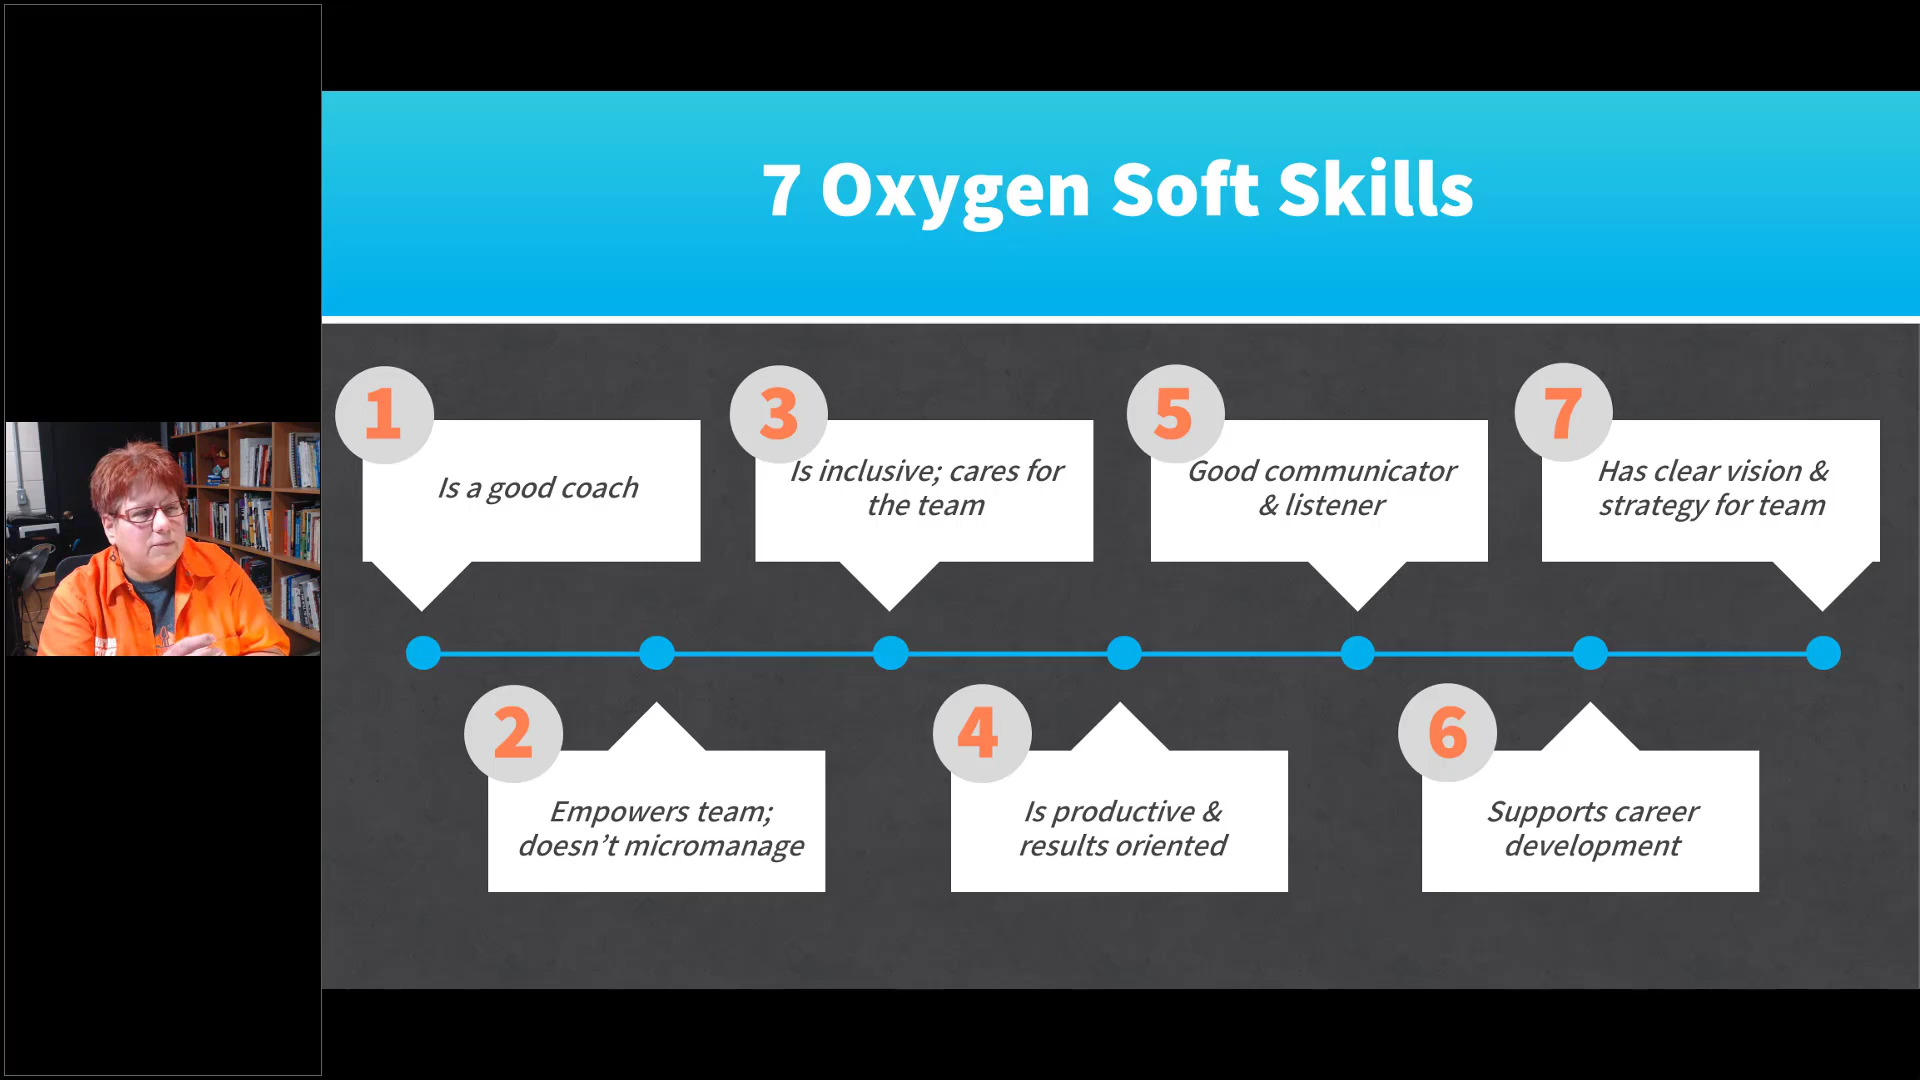 7 Oxygen Soft Skills
1
Is a good coach
2
Empowers team;
doesn’t micromanage
3
Is inclusive; cares for
the team
4
Is productive &
results oriented
5
Good communicator
& listener
6
Supports career
development
7
Has clear vision &
strategy for team